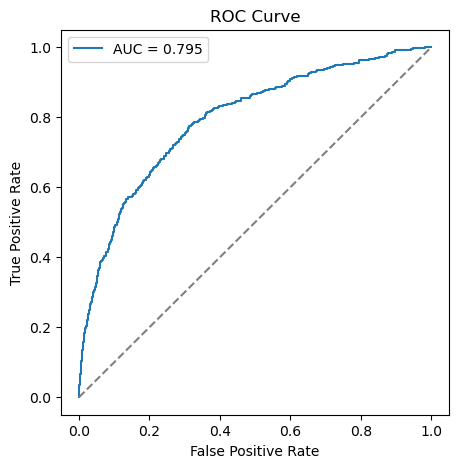 ROC Curve
AUC = 0.795
True Positive Rate
1.0
0.8
0.6
0.4
0.2
0.0
0.0 0.2 0.4 0.6 0.8 1.0
False Positive Rate